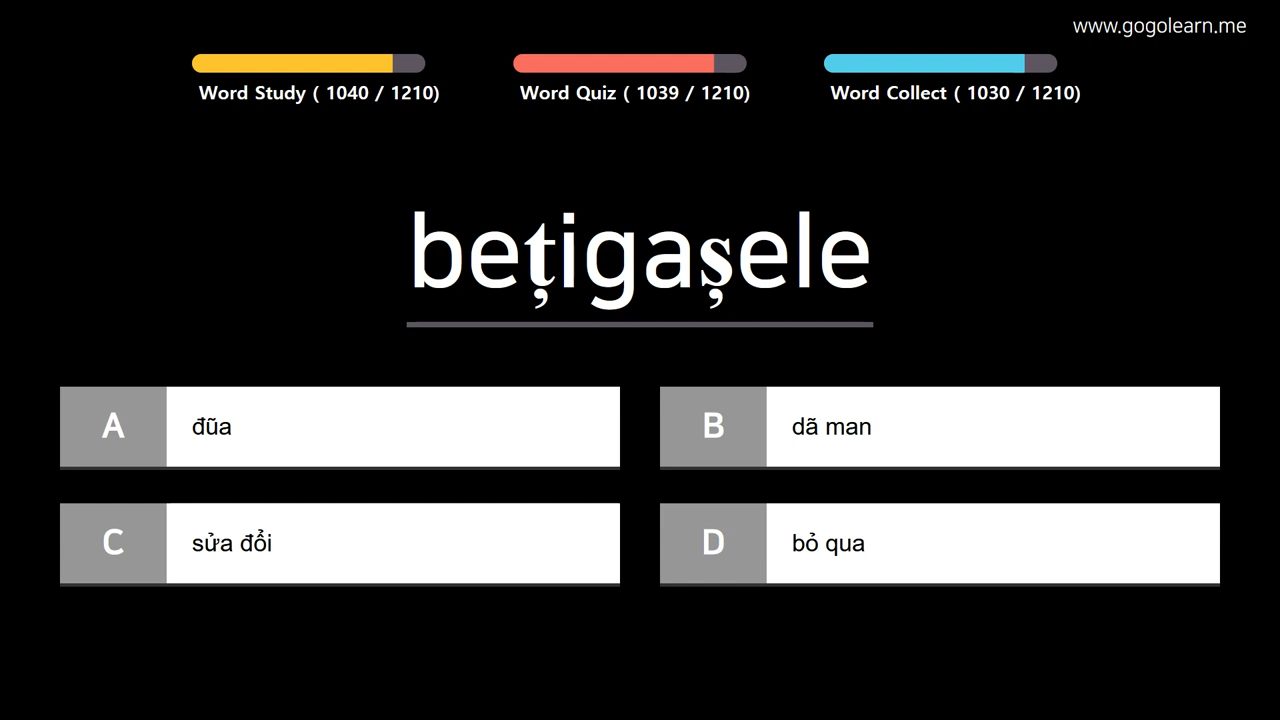 www.gogolearn.me
Word Study ( 1040 / 1210)
Word Quiz ( 1039 / 1210)
Word Collect ( 1030 / 1210)
bețigașele
A
đũa
B
dã man
C
sửa đổi
D
bỏ qua